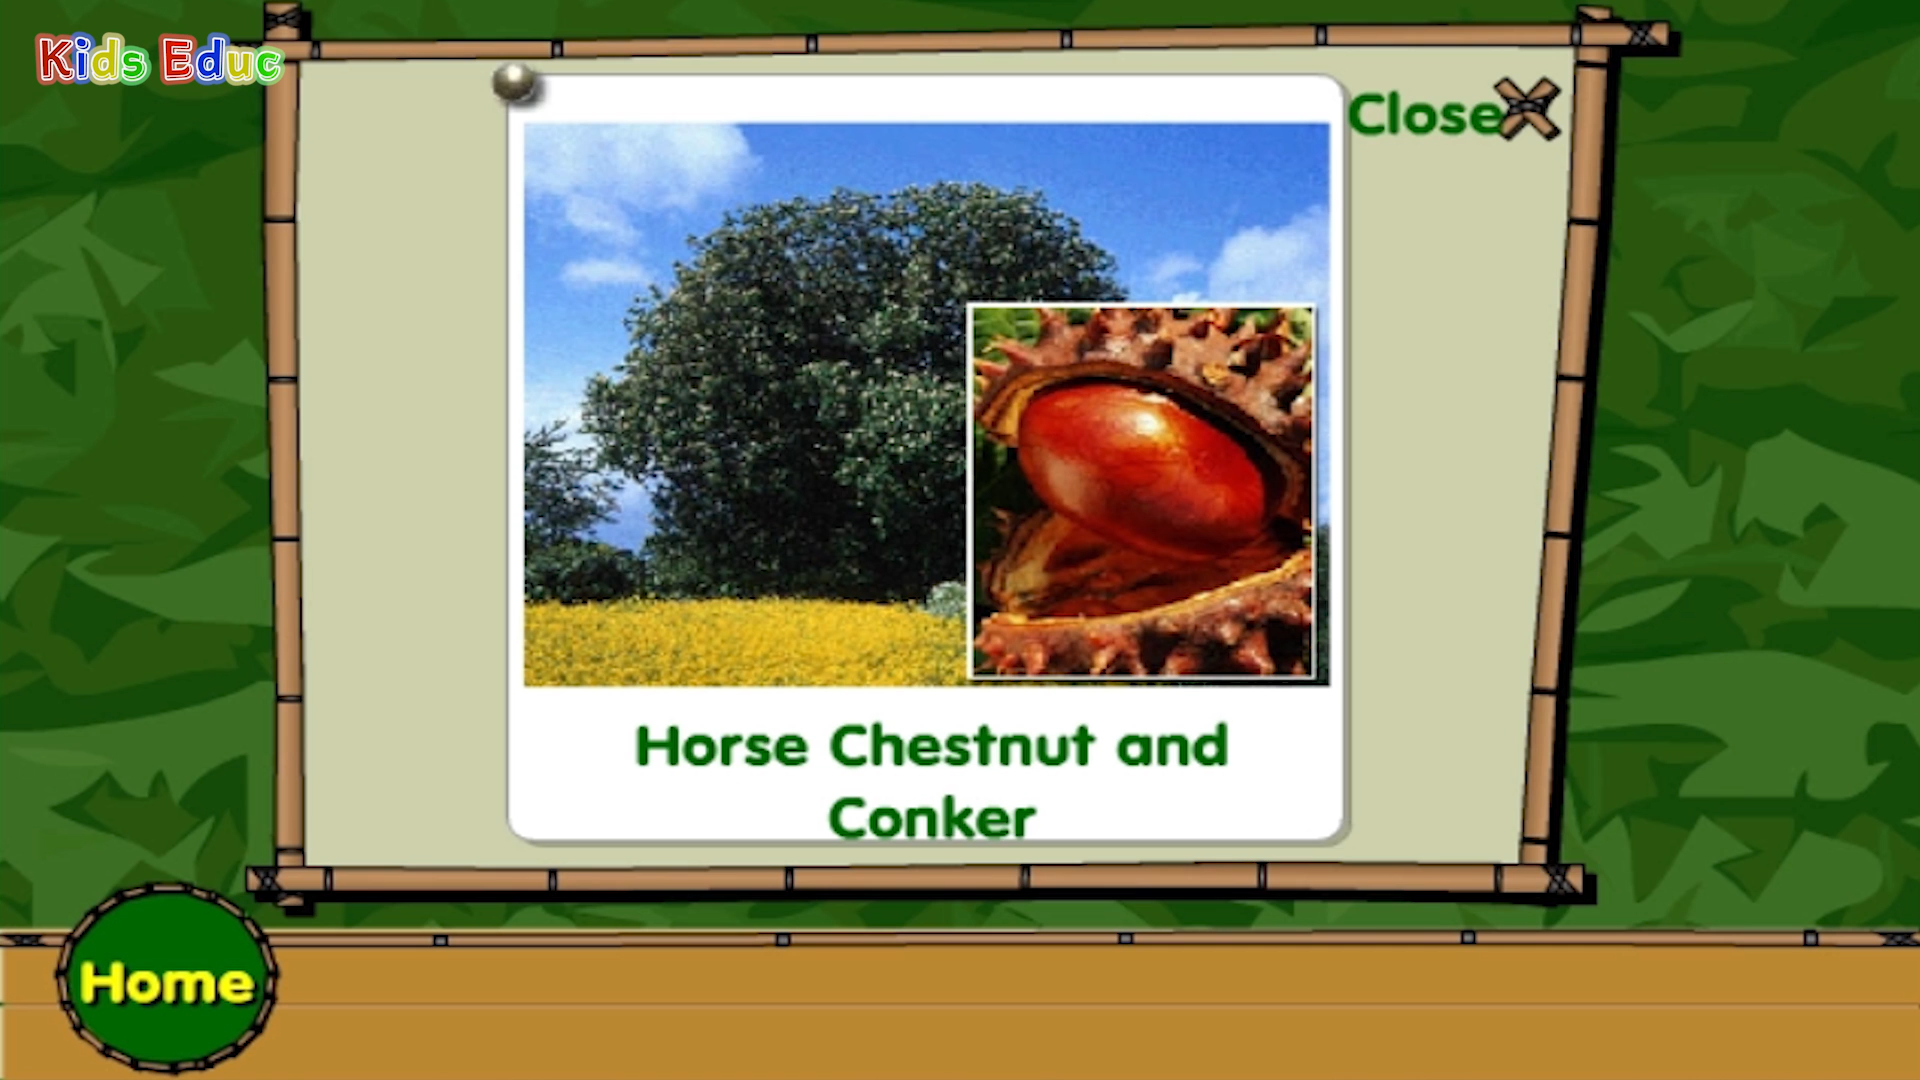 Kids Educ
Close
Horse Chestnut and
Conker
Home